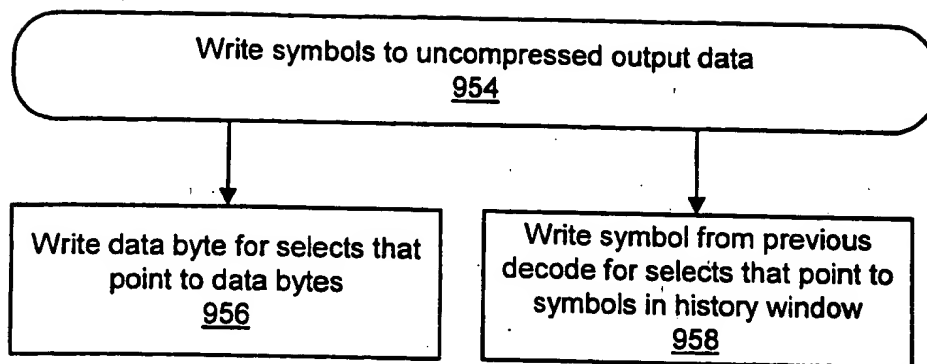 Write symbols to uncompressed output data
954
Write data byte for selects that
point to data bytes
956
Write symbol from previous
decode for selects that point to
symbols in history window
958